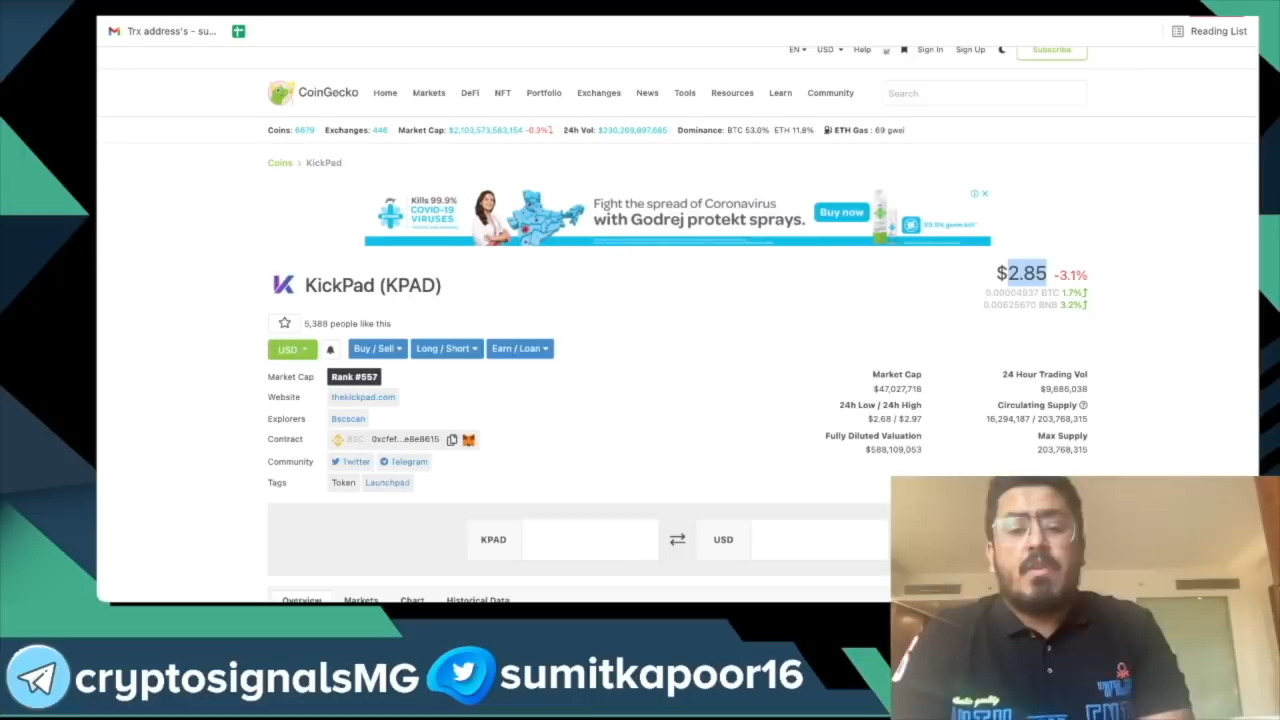 Trx address's - su...
Reading List
EN USD Help Sign In Sign Up Subscribe
CoinGecko Home Markets DeFi NFT Portfolio Exchanges News Tools Resources Learn Community Search
Coins: 6679 Exchanges: 446 Market Cap: $2,103,573,563,154 -0.3% 24h Vol: $230,269,897,685 Dominance: BTC 53.0% ETH 11.8% ETH Gas : 69 gwei
Coins > KickPad
Kills 99.9%
COVID-19
VIRUSES
Fight the spread of Coronavirus
with Godrej protekt sprays.
Buy now
KickPad (KPAD)
$2.85 -3.1%
0.00004937 BTC 1.7%
0.00625670 BNB 3.2%
5,388 people like this
USD Buy / Sell Long / Short Earn / Loan
Market Cap Rank #557
Website thekickpad.com
Explorers Bscscan
Contract BSC 0xcfef...e8e8615
Community Twitter Telegram
Tags Token Launchpad
Market Cap
$47,027,718
24h Low / 24h High
$2.68 / $2.97
Fully Diluted Valuation
$588,109,053
24 Hour Trading Vol
$9,686,038
Circulating Supply
16,294,187 / 203,768,315
Max Supply
203,768,315
KPAD USD
Overview Markets Chart Historical Data
cryptosignalsMG sumitkapoor16